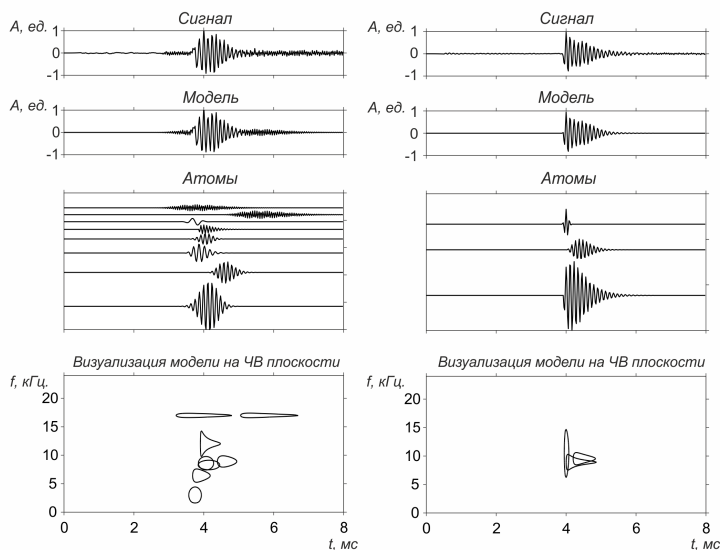 Сигнал
A, ед.
1
0
-1
Модель
A, ед.
1
0
-1
Атомы
Визуализация модели на ЧВ плоскости
f, кГц.
20
15
10
5
0
0 2 4 6 8
t, мс
Сигнал
A, ед.
1
0
-1
Модель
A, ед.
1
0
-1
Атомы
Визуализация модели на ЧВ плоскости
f, кГц.
20
15
10
5
0
0 2 4 6 8
t, мс